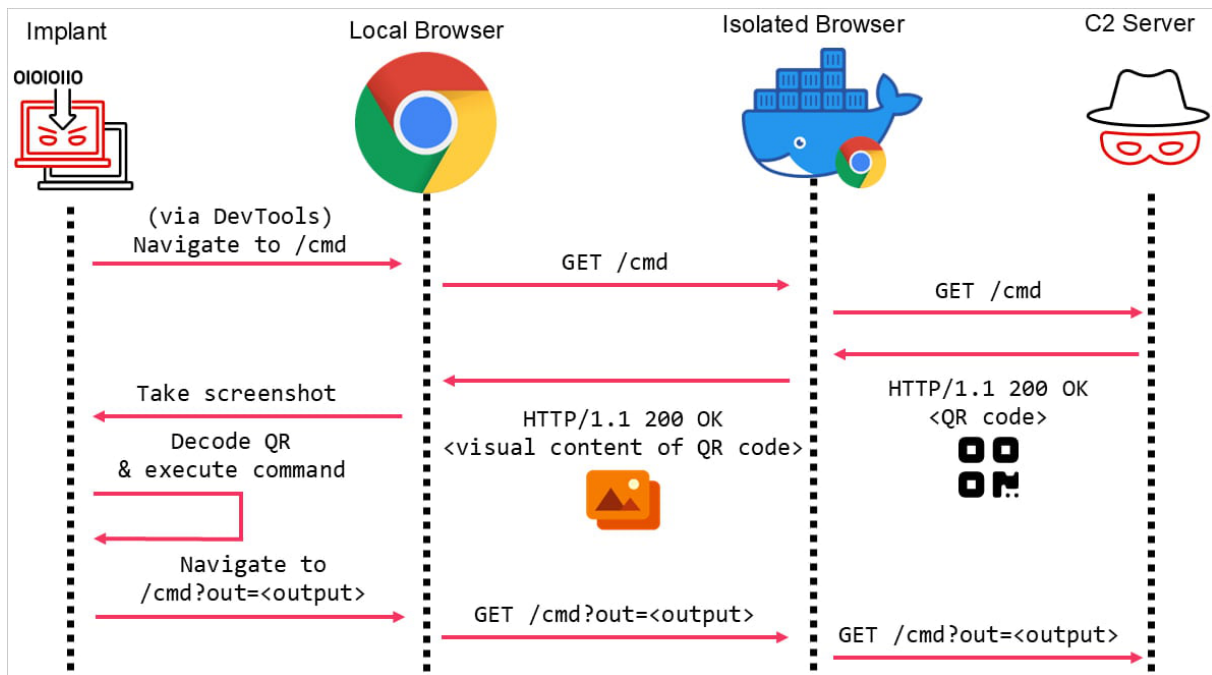 Implant
Local Browser
Isolated Browser
C2 Server
01010110
(via DevTools)
Navigate to /cmd
GET /cmd
GET /cmd
Take screenshot
HTTP/1.1 200 OK
<visual content of QR code>
HTTP/1.1 200 OK
<QR code>
Decode QR
& execute command
Navigate to
/cmd?out=<output>
GET /cmd?out=<output>
GET /cmd?out=<output>